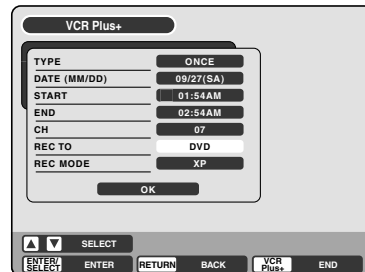 VCR Plus+
TYPE ONCE
DATE (MM/DD) 09/27(SA)
START 01:54AM
END 02:54AM
CH 07
REC TO DVD
REC MODE XP
OK
▲ ▼ SELECT
ENTER/SELECT ENTER RETURN BACK VCR Plus+ END